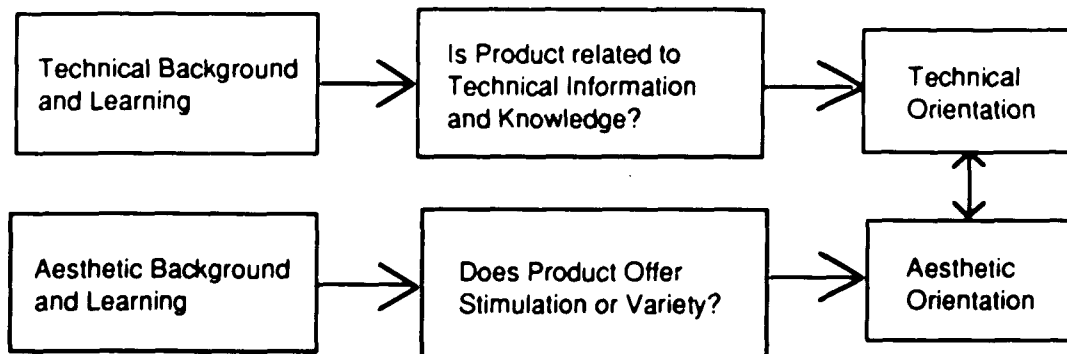 Technical Background
and Learning
Is Product related to
Technical Information
and Knowledge?
Technical
Orientation
Aesthetic Background
and Learning
Does Product Offer
Stimulation or Variety?
Aesthetic
Orientation